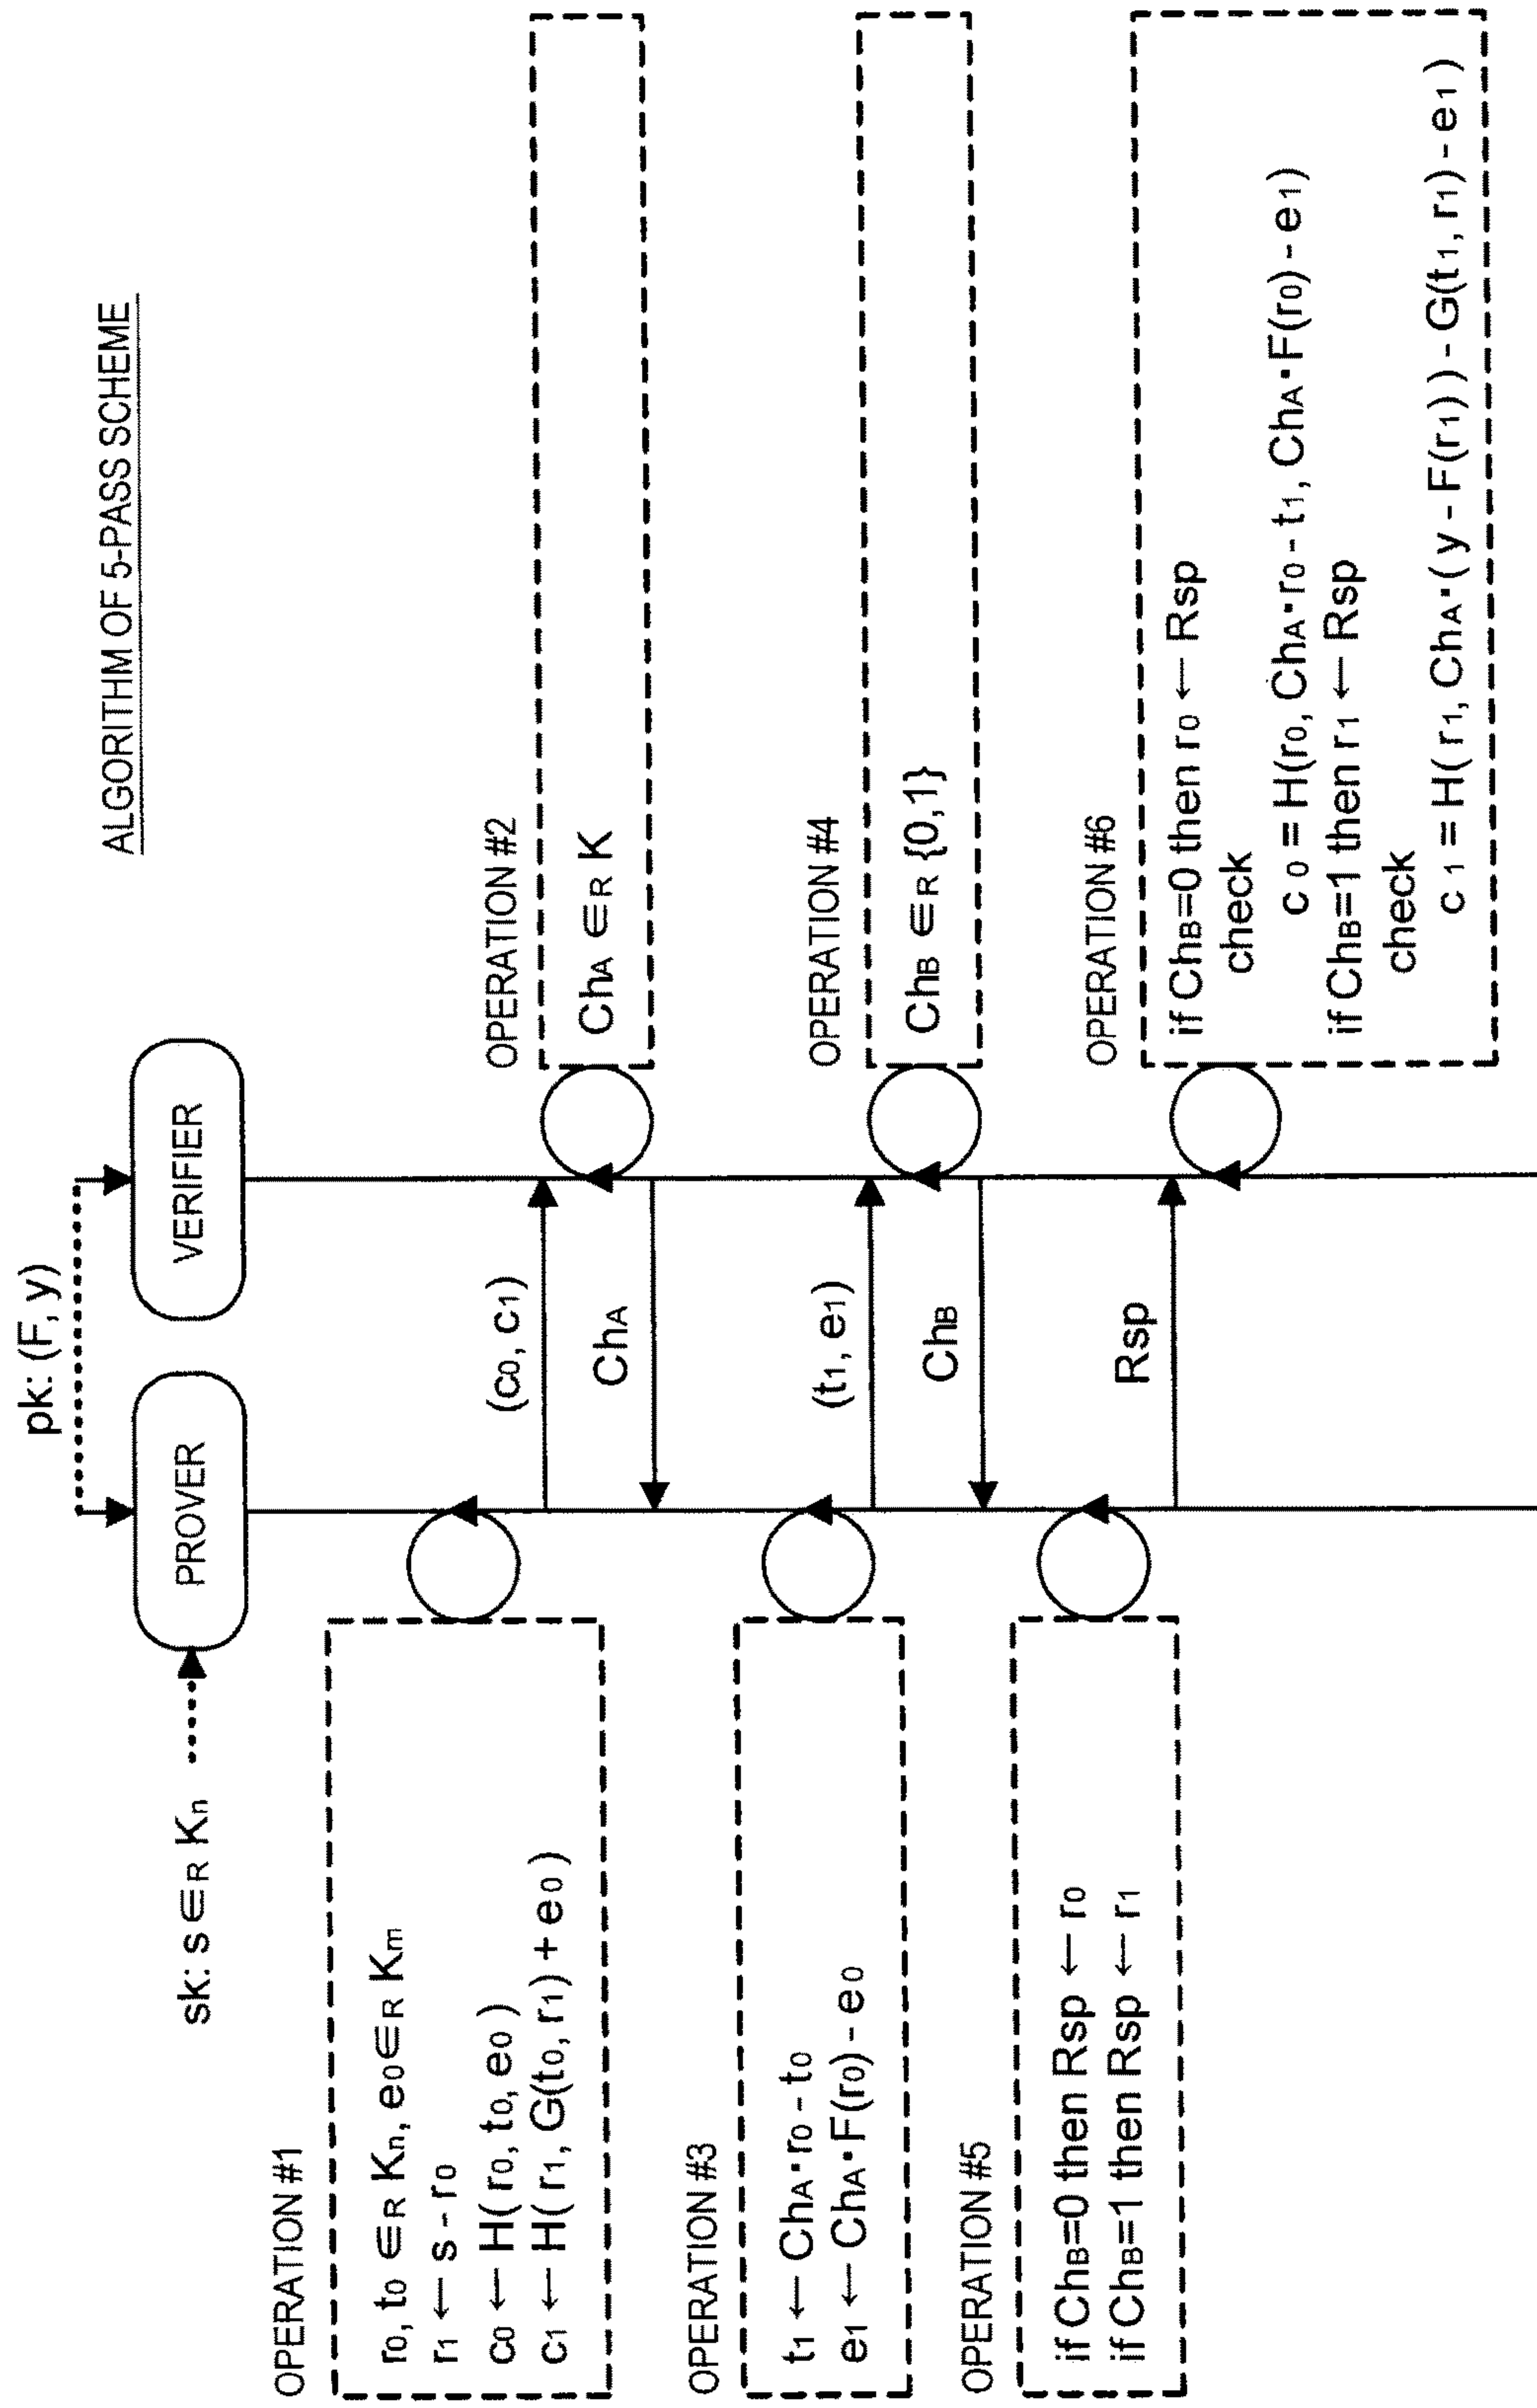 ALGORITHM OF 5-PASS SCHEME
pk: (F, y)
sk: s ∈R Kn
PROVER
VERIFIER
OPERATION #1
r0, t0 ∈R Kn, e0 ∈R Km
r1 ← s - r0
c0 ← H( r0, t0, e0 )
c1 ← H( r1, G(t0, r1) + e0 )
(c0, c1)
OPERATION #2
ChA ∈R K
ChA
OPERATION #3
t1 ← ChA·r0 - t0
e1 ← ChA·F(r0) - e0
(t1, e1)
OPERATION #4
ChB ∈R {0,1}
ChB
OPERATION #5
if ChB=0 then Rsp ← r0
if ChB=1 then Rsp ← r1
Rsp
OPERATION #6
if ChB=0 then r0 ← Rsp
check
c0 = H(r0, ChA·r0 - t1, ChA·F(r0) - e1)
if ChB=1 then r1 ← Rsp
check
c1 = H( r1, ChA·( y - F(r1)) - G(t1, r1) - e1 )